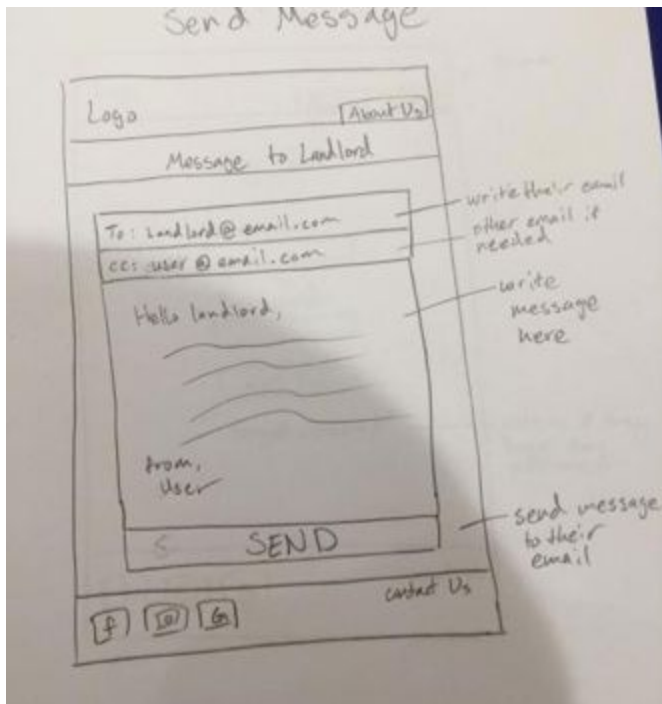 Send Message
Logo
About Us
Message to Landlord
To: Landlord@email.com
cc: user@email.com
Hello landlord,
from,
User
SEND
contact Us
f
write their email
other email if
needed
write
message
here
send message
to their
email